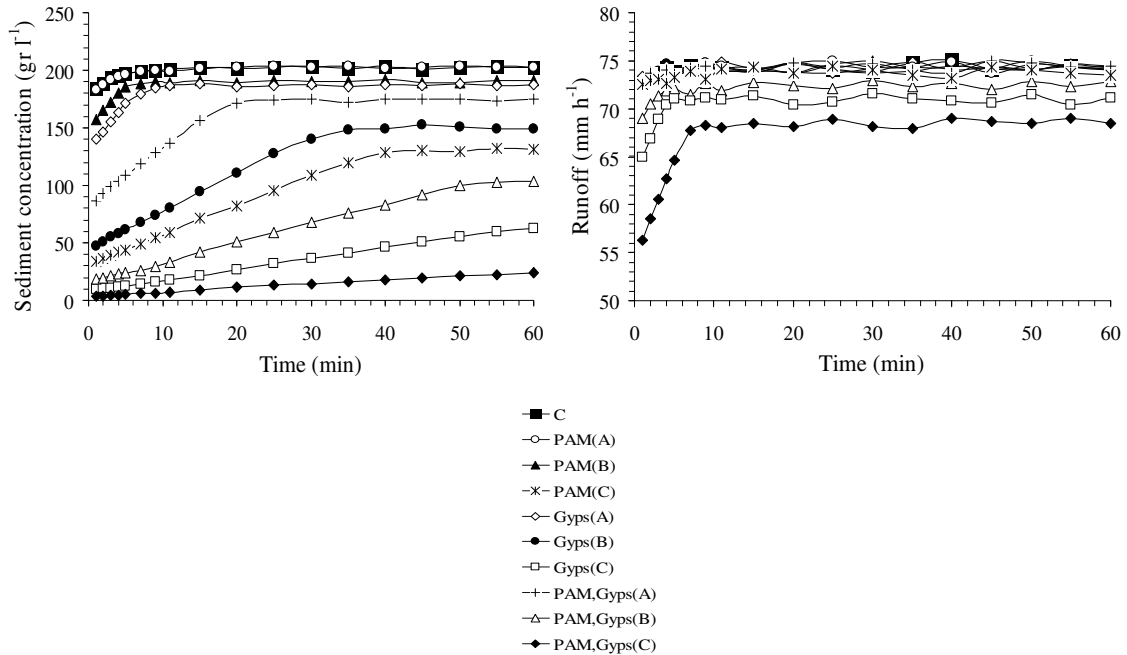 Sediment concentration (gr l-1)
250
200
150
100
50
0
0 10 20 30 40 50 60
Time (min)
Runoff (mm h-1)
80
75
70
65
60
55
50
0 10 20 30 40 50 60
Time (min)
C
PAM(A)
PAM(B)
PAM(C)
Gyps(A)
Gyps(B)
Gyps(C)
PAM,Gyps(A)
PAM,Gyps(B)
PAM,Gyps(C)